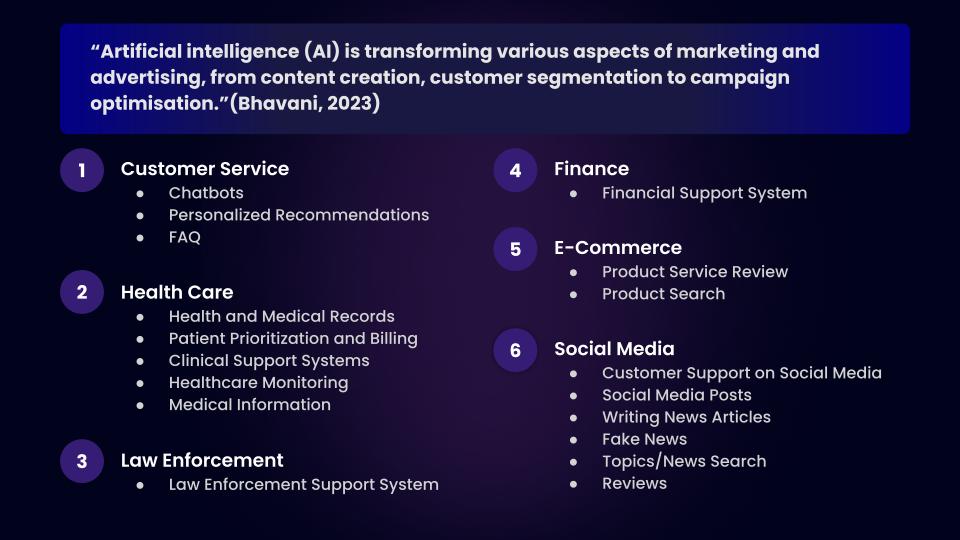 “Artificial intelligence (AI) is transforming various aspects of marketing and
advertising, from content creation, customer segmentation to campaign
optimisation.”(Bhavani, 2023)
1 Customer Service
● Chatbots
● Personalized Recommendations
● FAQ
2 Health Care
● Health and Medical Records
● Patient Prioritization and Billing
● Clinical Support Systems
● Healthcare Monitoring
● Medical Information
3 Law Enforcement
● Law Enforcement Support System
4 Finance
● Financial Support System
5 E-Commerce
● Product Service Review
● Product Search
6 Social Media
● Customer Support on Social Media
● Social Media Posts
● Writing News Articles
● Fake News
● Topics/News Search
● Reviews